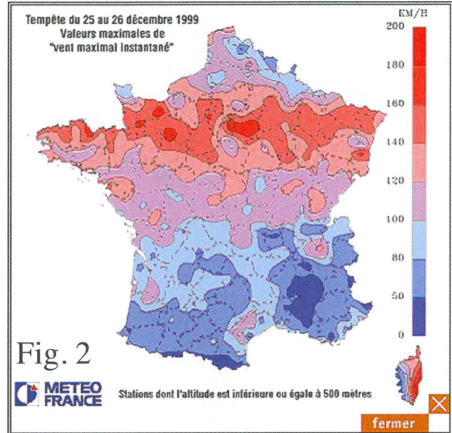 Tempête du 25 au 26 décembre 1999
Valeurs maximales de
"vent maximal instantané"
KM/H
200
180
160
140
120
100
80
50
0
Fig. 2
METEO
FRANCE
Stations dont l'altitude est inférieure ou égale à 500 mètres
fermer